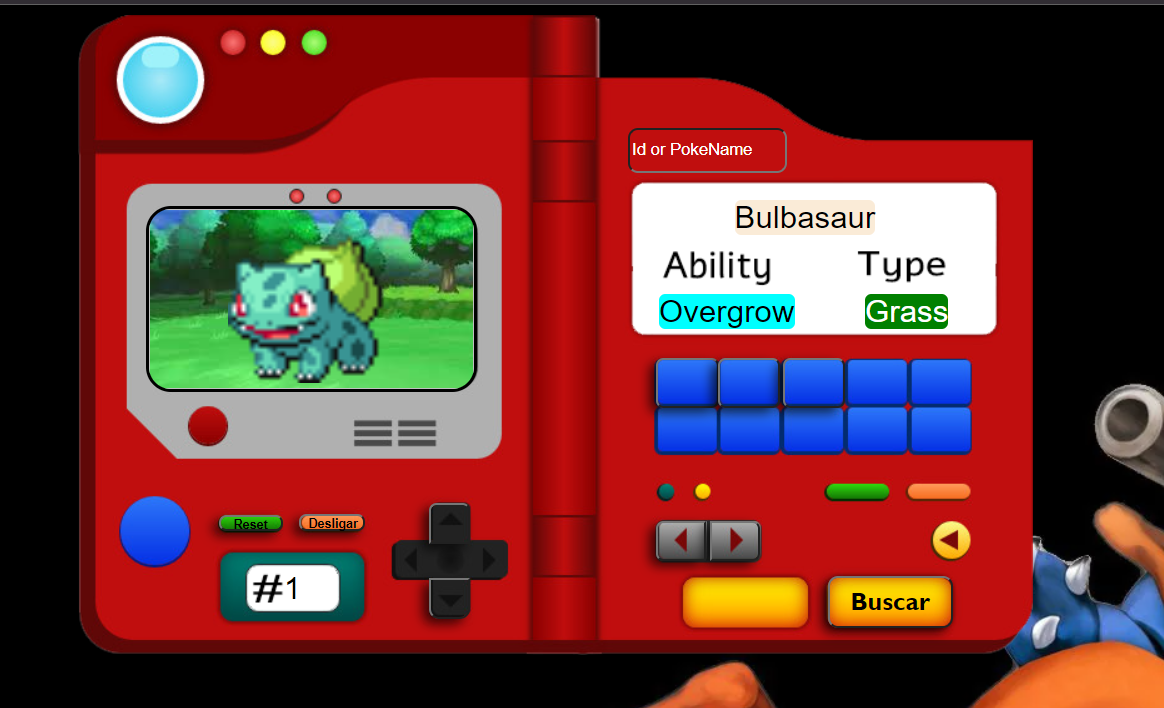 Id or PokeName
Bulbasaur
Ability Type
Overgrow Grass
Reset Desligar
#1
Buscar